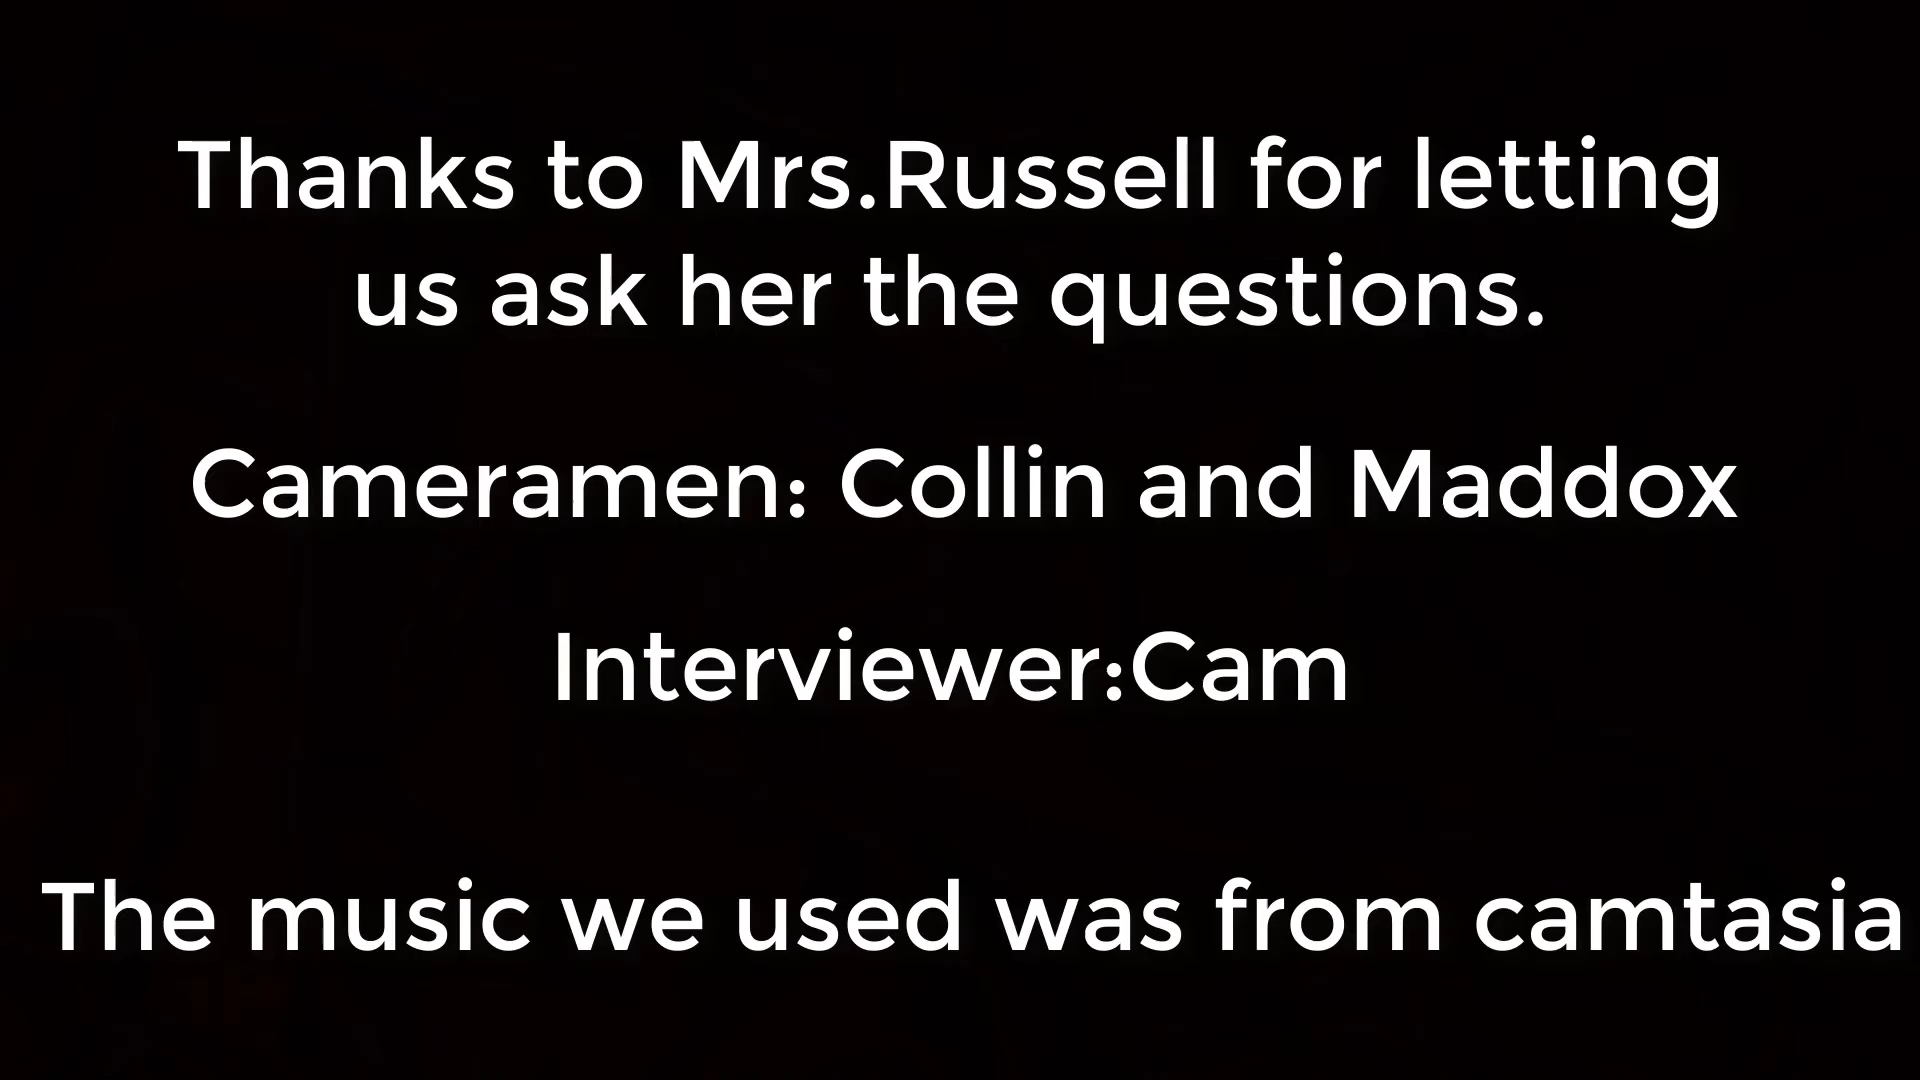 Thanks to Mrs.Russell for letting
us ask her the questions.
Cameramen: Collin and Maddox
Interviewer:Cam
The music we used was from camtasia